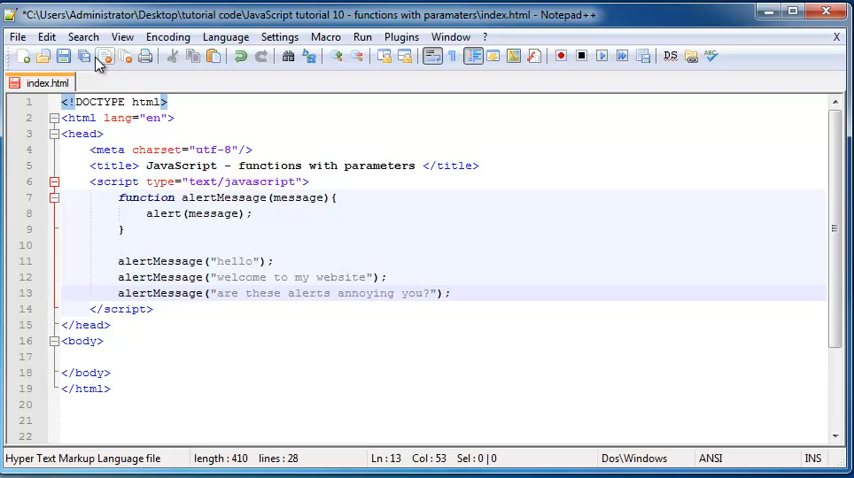 *C:\Users\Administrator\Desktop\tutorial code\JavaScript tutorial 10 - functions with paramaters\index.html - Notepad++
File Edit Search View Encoding Language Settings Macro Run Plugins Window ? X
index.html
1 <!DOCTYPE html>
2 <html lang="en">
3 <head>
4 <meta charset="utf-8"/>
5 <title> JavaScript - functions with parameters </title>
6 <script type="text/javascript">
7 function alertMessage(message){
8 alert(message);
9 }
10
11 alertMessage("hello");
12 alertMessage("welcome to my website");
13 alertMessage("are these alerts annoying you?");
14 </script>
15 </head>
16 <body>
17
18 </body>
19 </html>
20
21
22
Hyper Text Markup Language file length : 410 lines : 28 Ln : 13 Col : 53 Sel : 0 | 0 Dos\Windows ANSI INS